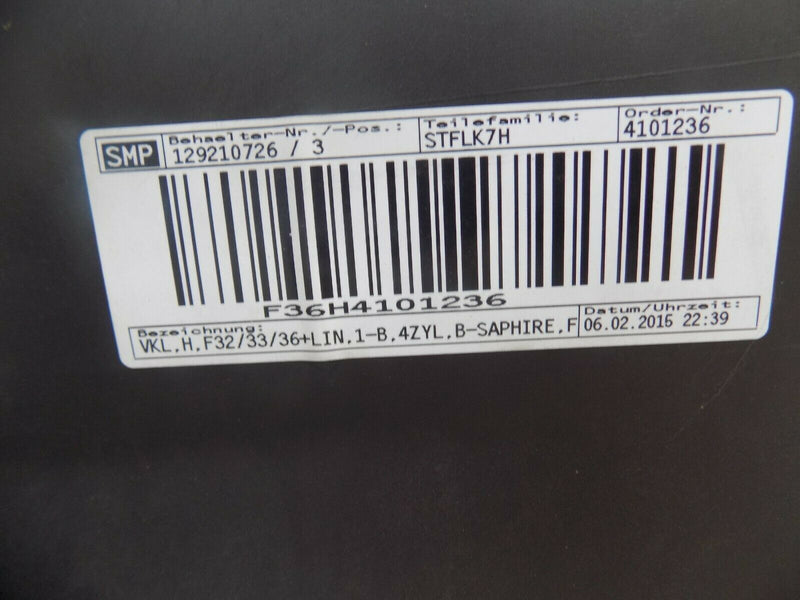 SMP
Behaelter-Nr./-Pos.:
129210726 / 3
Teilefamilie:
STFLK7H
Order-Nr.:
4101236
F36H4101236
Bezeichnung:
VKL,H,F32/33/36+LIN,1-B,4ZYL,B-SAPHIRE,F
Datum/Uhrzeit:
06.02.2015 22:39